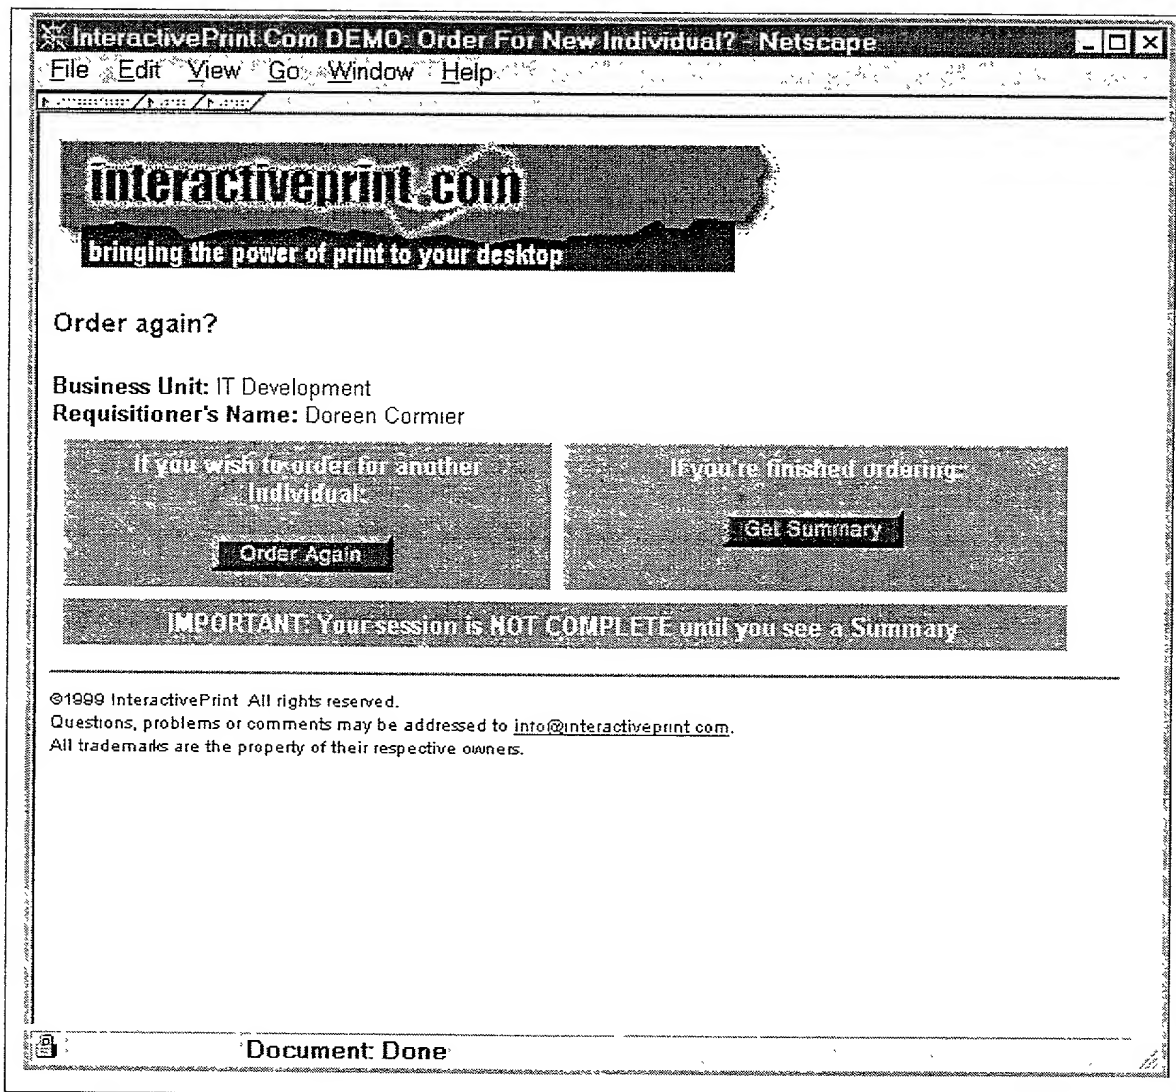 InteractivePrint.Com DEMO: Order For New Individual? - Netscape
File Edit View Go Window Help
interactiveprint.com
bringing the power of print to your desktop
Order again?
Business Unit: IT Development
Requisitioner's Name: Doreen Cormier
If you wish to order for another
Individual:
Order Again
If you're finished ordering:
Get Summary
IMPORTANT: Your session is NOT COMPLETE until you see a Summary
©1999 InteractivePrint All rights reserved.
Questions, problems or comments may be addressed to info@interactiveprint com.
All trademarks are the property of their respective owners.
Document: Done